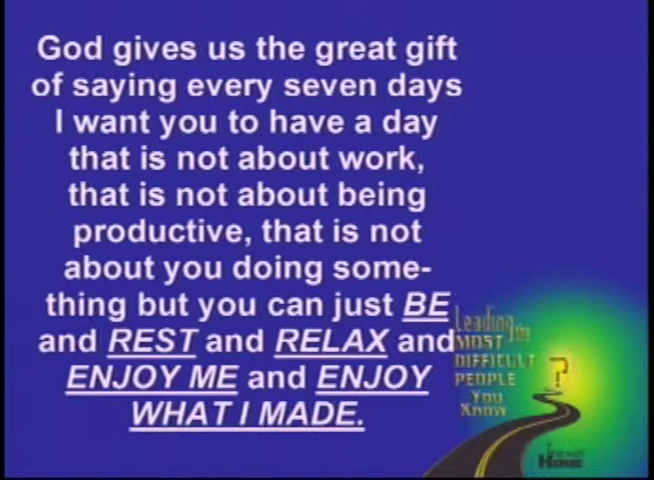 God gives us the great gift
of saying every seven days
I want you to have a day
that is not about work,
that is not about being
productive, that is not
about you doing some-
thing but you can just BE
and REST and RELAX and
ENJOY ME and ENJOY
WHAT I MADE.
Leading the
MOST
DIFFICULT
PEOPLE
You
Know
?
HOME